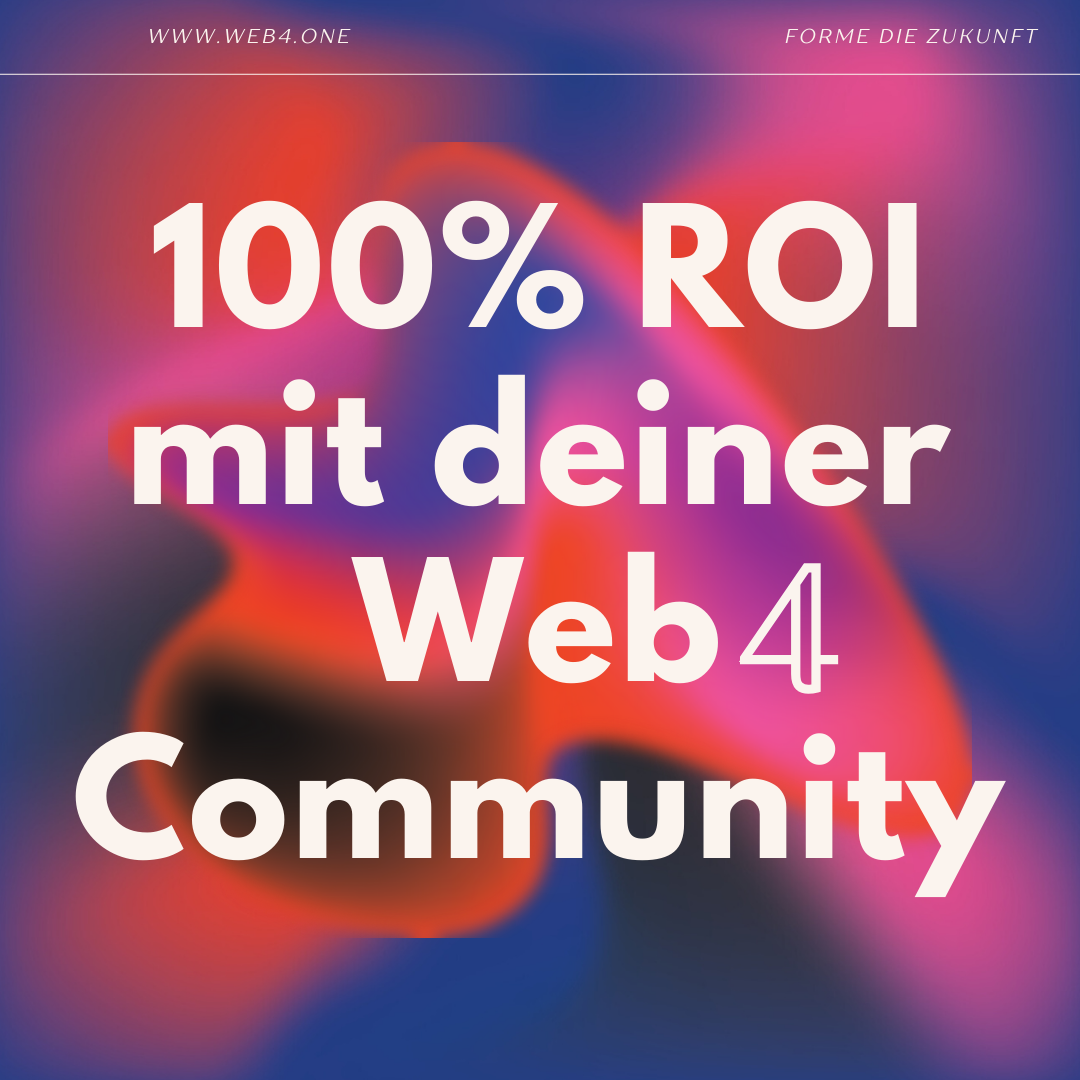 WWW.WEB4.ONE
FORME DIE ZUKUNFT
100% ROI
mit deiner
Web4
Community